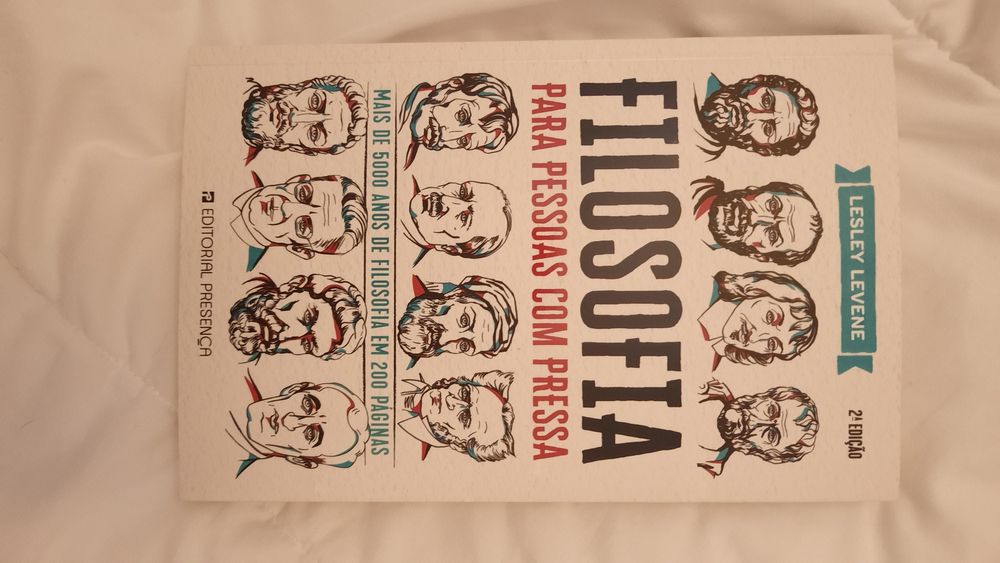 LESLEY LEVENE
2ª EDIÇÃO
FILOSOFIA
PARA PESSOAS COM PRESSA
MAIS DE 5000 ANOS DE FILOSOFIA EM 200 PÁGINAS
EDITORIAL PRESENÇA